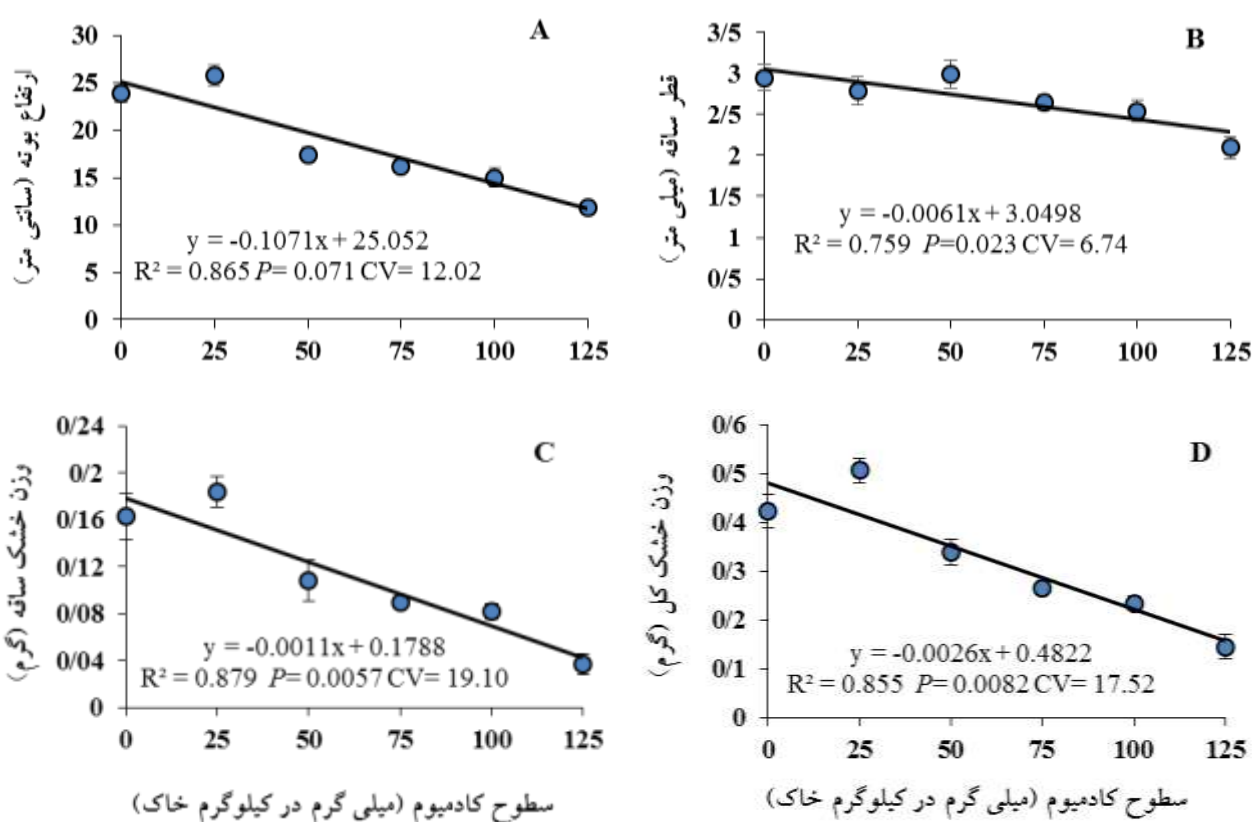 A
ارتفاع بوته (سانتی متر)
30
25
20
15
10
5
0
y = -0.1071x + 25.052
R² = 0.865 P= 0.071 CV= 12.02
0 25 50 75 100 125
B
قطر ساقه (میلی متر)
3/5
3
2/5
2
1/5
1
0/5
0
y = -0.0061x + 3.0498
R² = 0.759 P=0.023 CV= 6.74
0 25 50 75 100 125
C
وزن خشک ساقه (گرم)
0/24
0/2
0/16
0/12
0/08
0/04
0
y = -0.0011x + 0.1788
R² = 0.879 P=0.0057 CV= 19.10
0 25 50 75 100 125
سطوح کادمیوم (میلی گرم در کیلوگرم خاک)
D
وزن خشک کل (گرم)
0/6
0/5
0/4
0/3
0/2
0/1
0
y = -0.0026x + 0.4822
R² = 0.855 P=0.0082 CV= 17.52
0 25 50 75 100 125
سطوح کادمیوم (میلی گرم در کیلوگرم خاک)